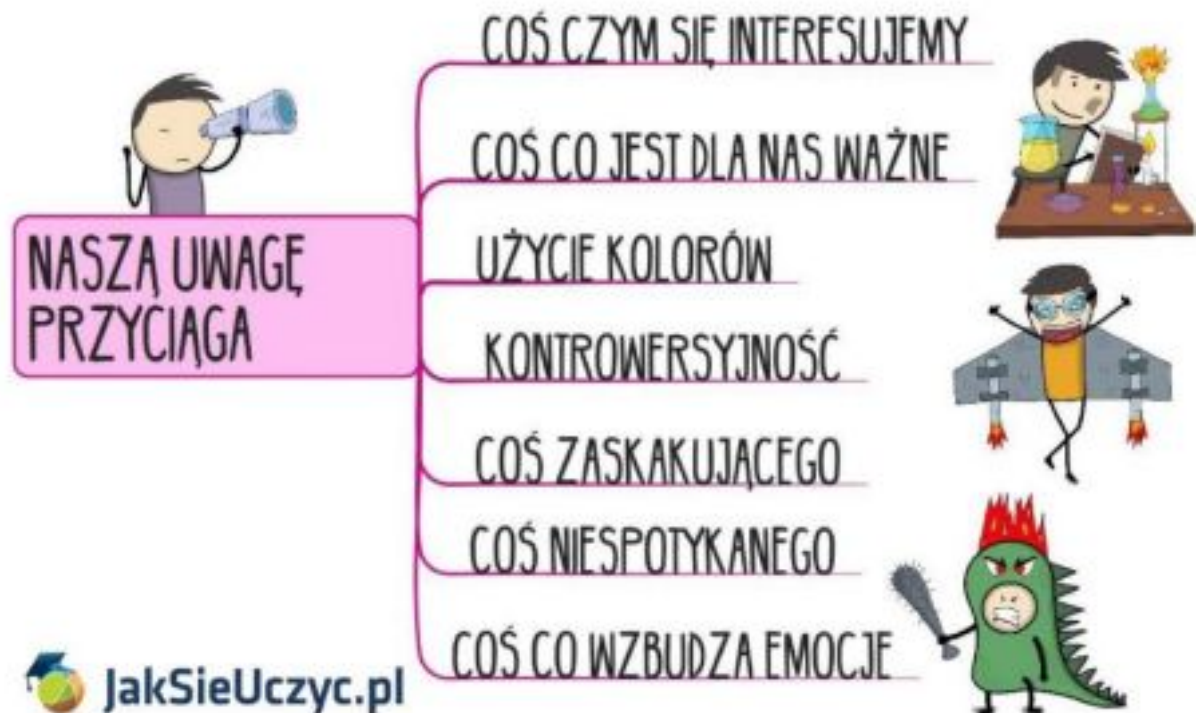 COŚ CZYM SIĘ INTERESUJEMY
COŚ CO JEST DLA NAS WAŻNE
NASZĄ UWAGĘ
PRZYCIĄGA
UŻYCIE KOLORÓW
KONTROWERSYJNOŚĆ
COŚ ZASKAKUJĄCEGO
COŚ NIESPOTYKANEGO
COŚ CO WZBUDZA EMOCJE
JakSieUczyc.pl